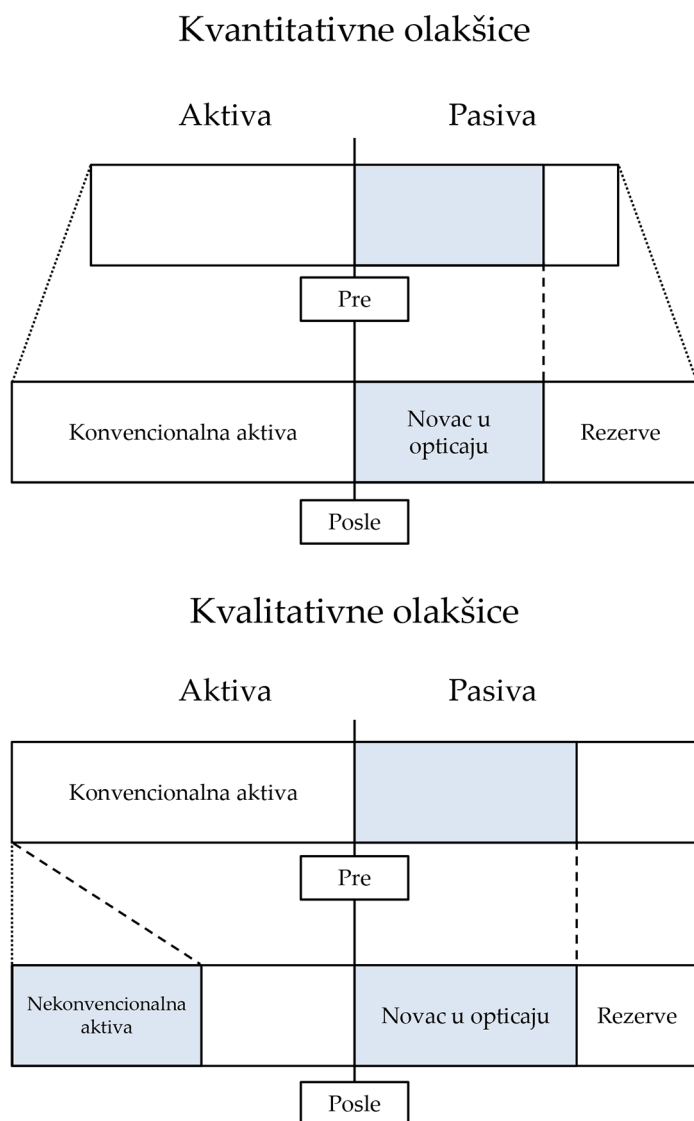 Kvantitativne olakšice
Aktiva
Pasiva
Pre
Konvencionalna aktiva
Novac u
opticaju
Rezerve
Posle
Kvalitativne olakšice
Aktiva
Pasiva
Konvencionalna aktiva
Pre
Nekonvencionalna
aktiva
Novac u opticaju
Rezerve
Posle